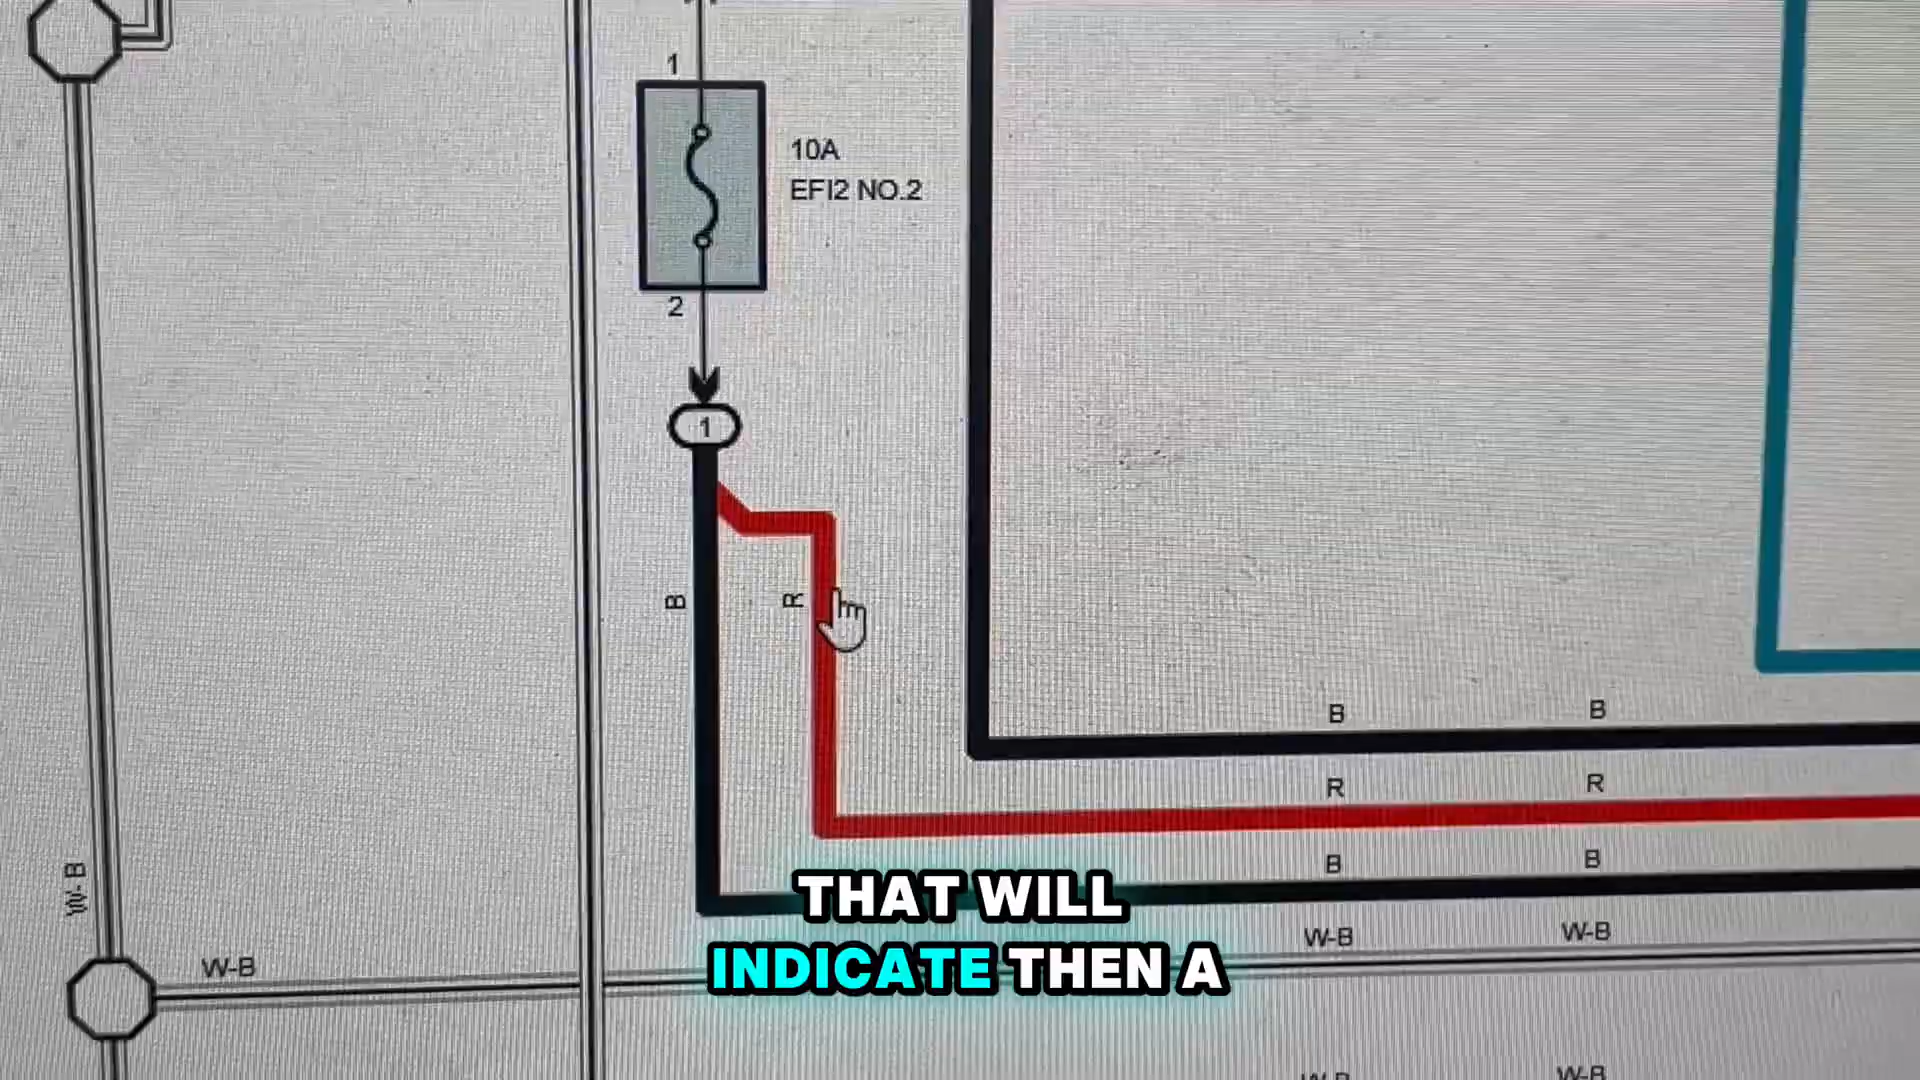 1
10A
EFI2 NO.2
2
1
B
R
B
B
R
R
B
B
W-B
W-B
W-B
W-B
THAT WILL
INDICATE THEN A
W-B
W-B